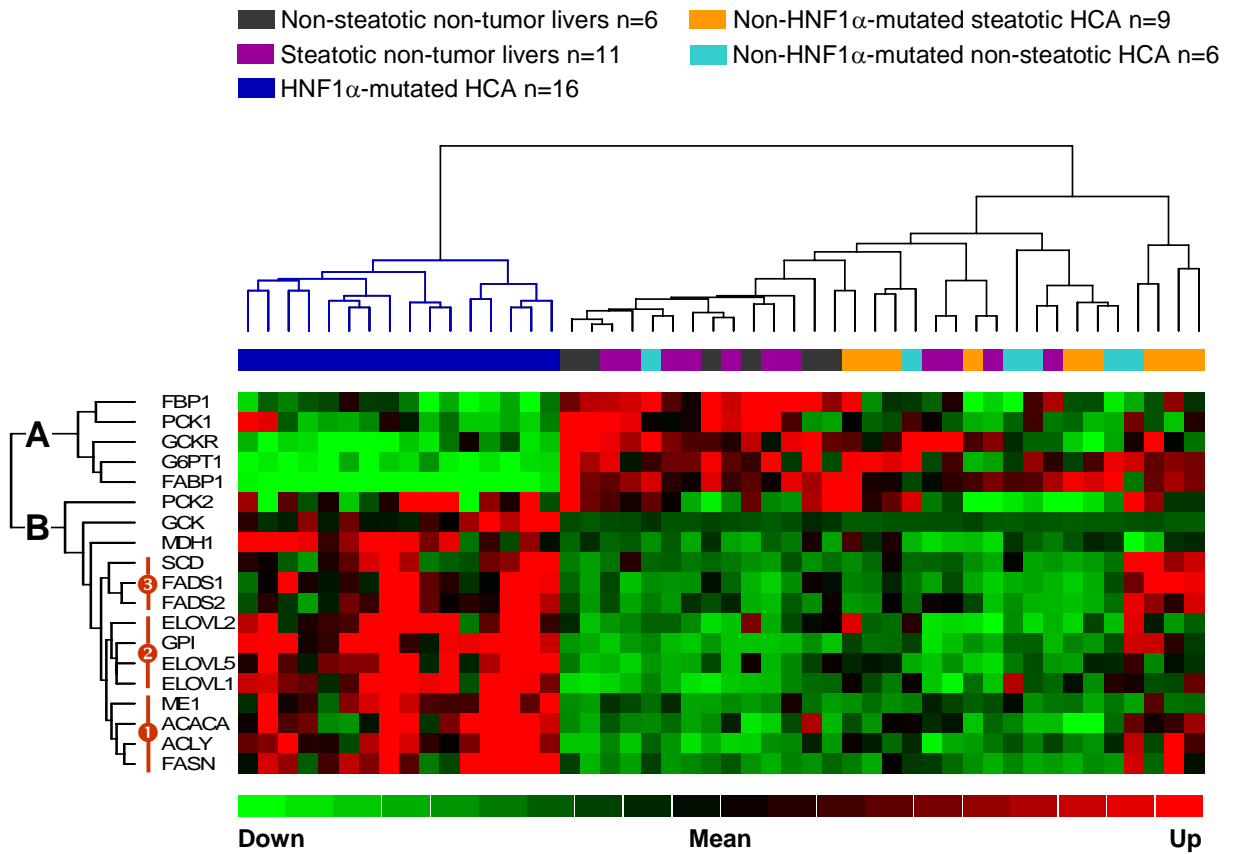 Non-steatotic non-tumor livers n=6
Non-HNF1α-mutated steatotic HCA n=9
Steatotic non-tumor livers n=11
Non-HNF1α-mutated non-steatotic HCA n=6
HNF1α-mutated HCA n=16
A
B
FBP1
PCK1
GCKR
G6PT1
FABP1
PCK2
GCK
MDH1
SCD
3 FADS1
FADS2
ELOVL2
GPI
2 ELOVL5
ELOVL1
ME1
1 ACACA
ACLY
FASN
Down Mean Up